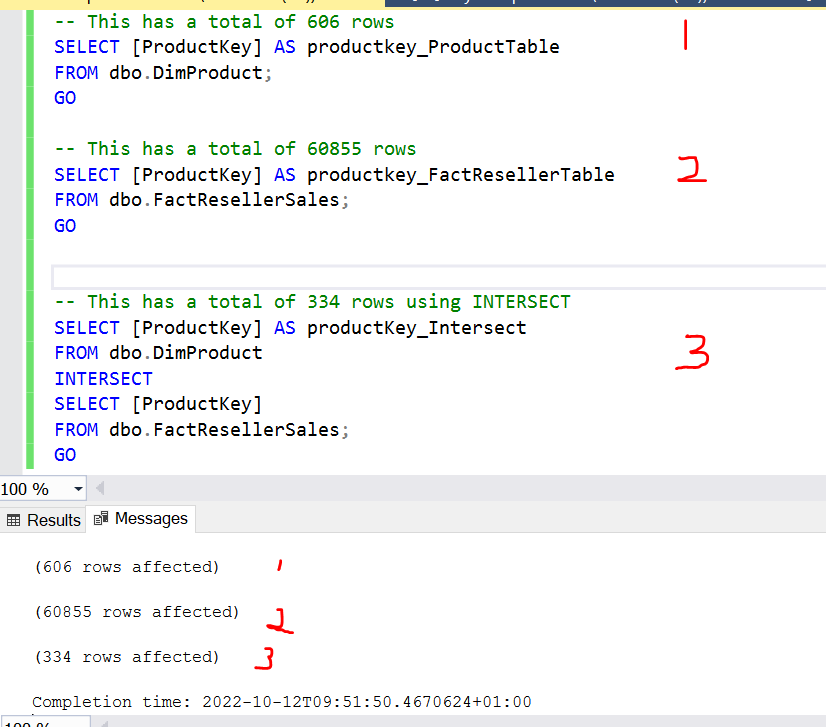 -- This has a total of 606 rows 1
SELECT [ProductKey] AS productkey_ProductTable
FROM dbo.DimProduct;
GO
-- This has a total of 60855 rows
SELECT [ProductKey] AS productkey_FactResellerTable 2
FROM dbo.FactResellerSales;
GO
-- This has a total of 334 rows using INTERSECT
SELECT [ProductKey] AS productKey_Intersect
FROM dbo.DimProduct 3
INTERSECT
SELECT [ProductKey]
FROM dbo.FactResellerSales;
GO
100 %
Results Messages
(606 rows affected) 1
(60855 rows affected) 2
(334 rows affected) 3
Completion time: 2022-10-12T09:51:50.4670624+01:00
100 %